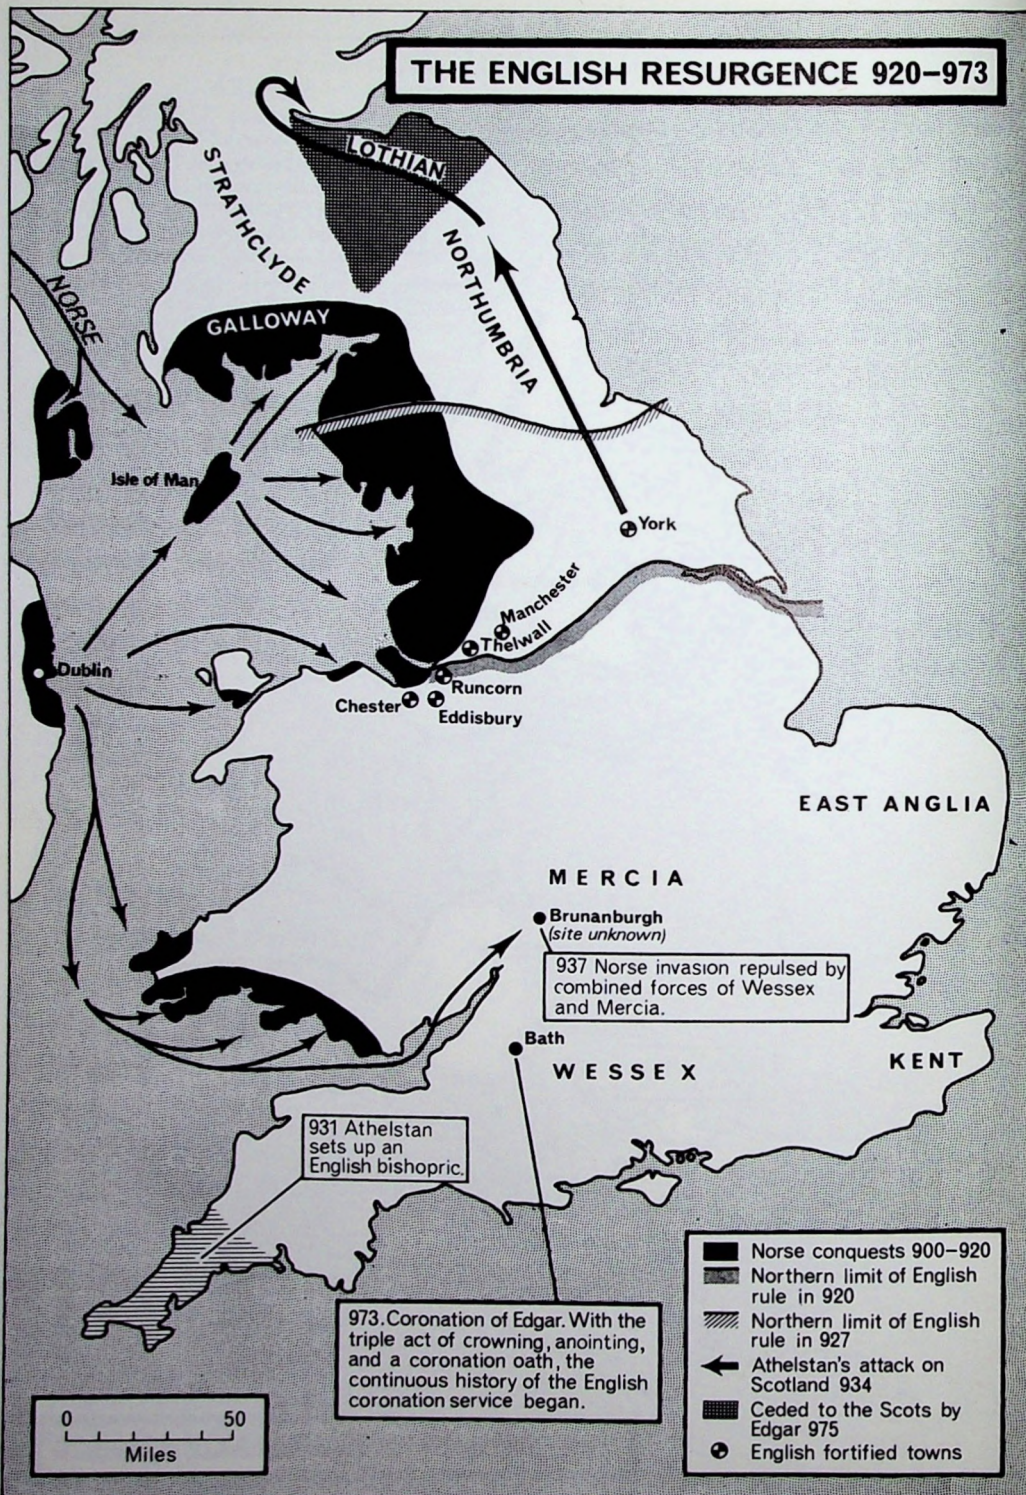 THE ENGLISH RESURGENCE 920–973
LOTHIAN
STRATHCLYDE
NORTHUMBRIA
NORSE
GALLOWAY
Isle of Man
York
Manchester
Thelwall
Dublin
Runcorn
Chester
Eddisbury
EAST ANGLIA
MERCIA
Brunanburgh
(site unknown)
937 Norse invasion repulsed by
combined forces of Wessex
and Mercia.
Bath
WESSEX
KENT
931 Athelstan
sets up an
English bishopric.
973. Coronation of Edgar. With the
triple act of crowning, anointing,
and a coronation oath, the
continuous history of the English
coronation service began.
Norse conquests 900–920
Northern limit of English
rule in 920
Northern limit of English
rule in 927
Athelstan's attack on
Scotland 934
Ceded to the Scots by
Edgar 975
English fortified towns
0 50
Miles